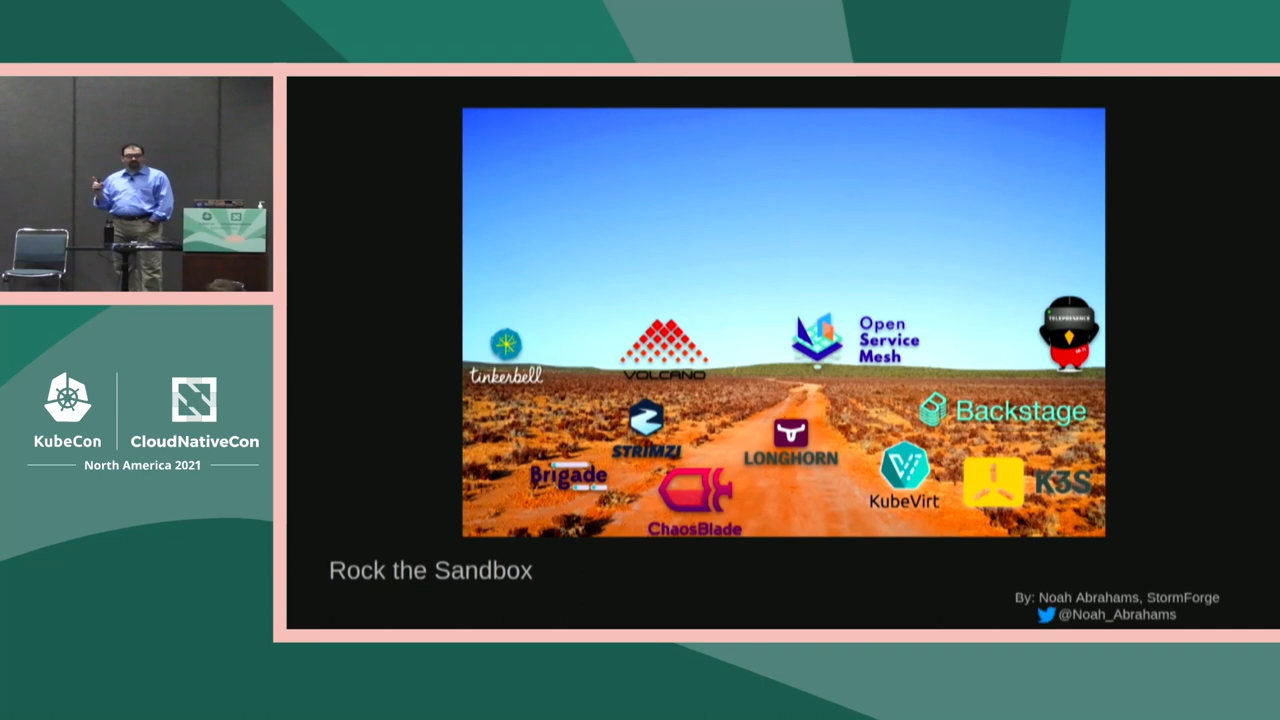 tinkerbell
VOLCANO
Open
Service
Mesh
TELEPRESENCE
Backstage
STRIMZI
LONGHORN
Brigade
KubeVirt
K3S
ChaosBlade
KubeCon
CloudNativeCon
North America 2021
Rock the Sandbox
By: Noah Abrahams, StormForge
@Noah_Abrahams